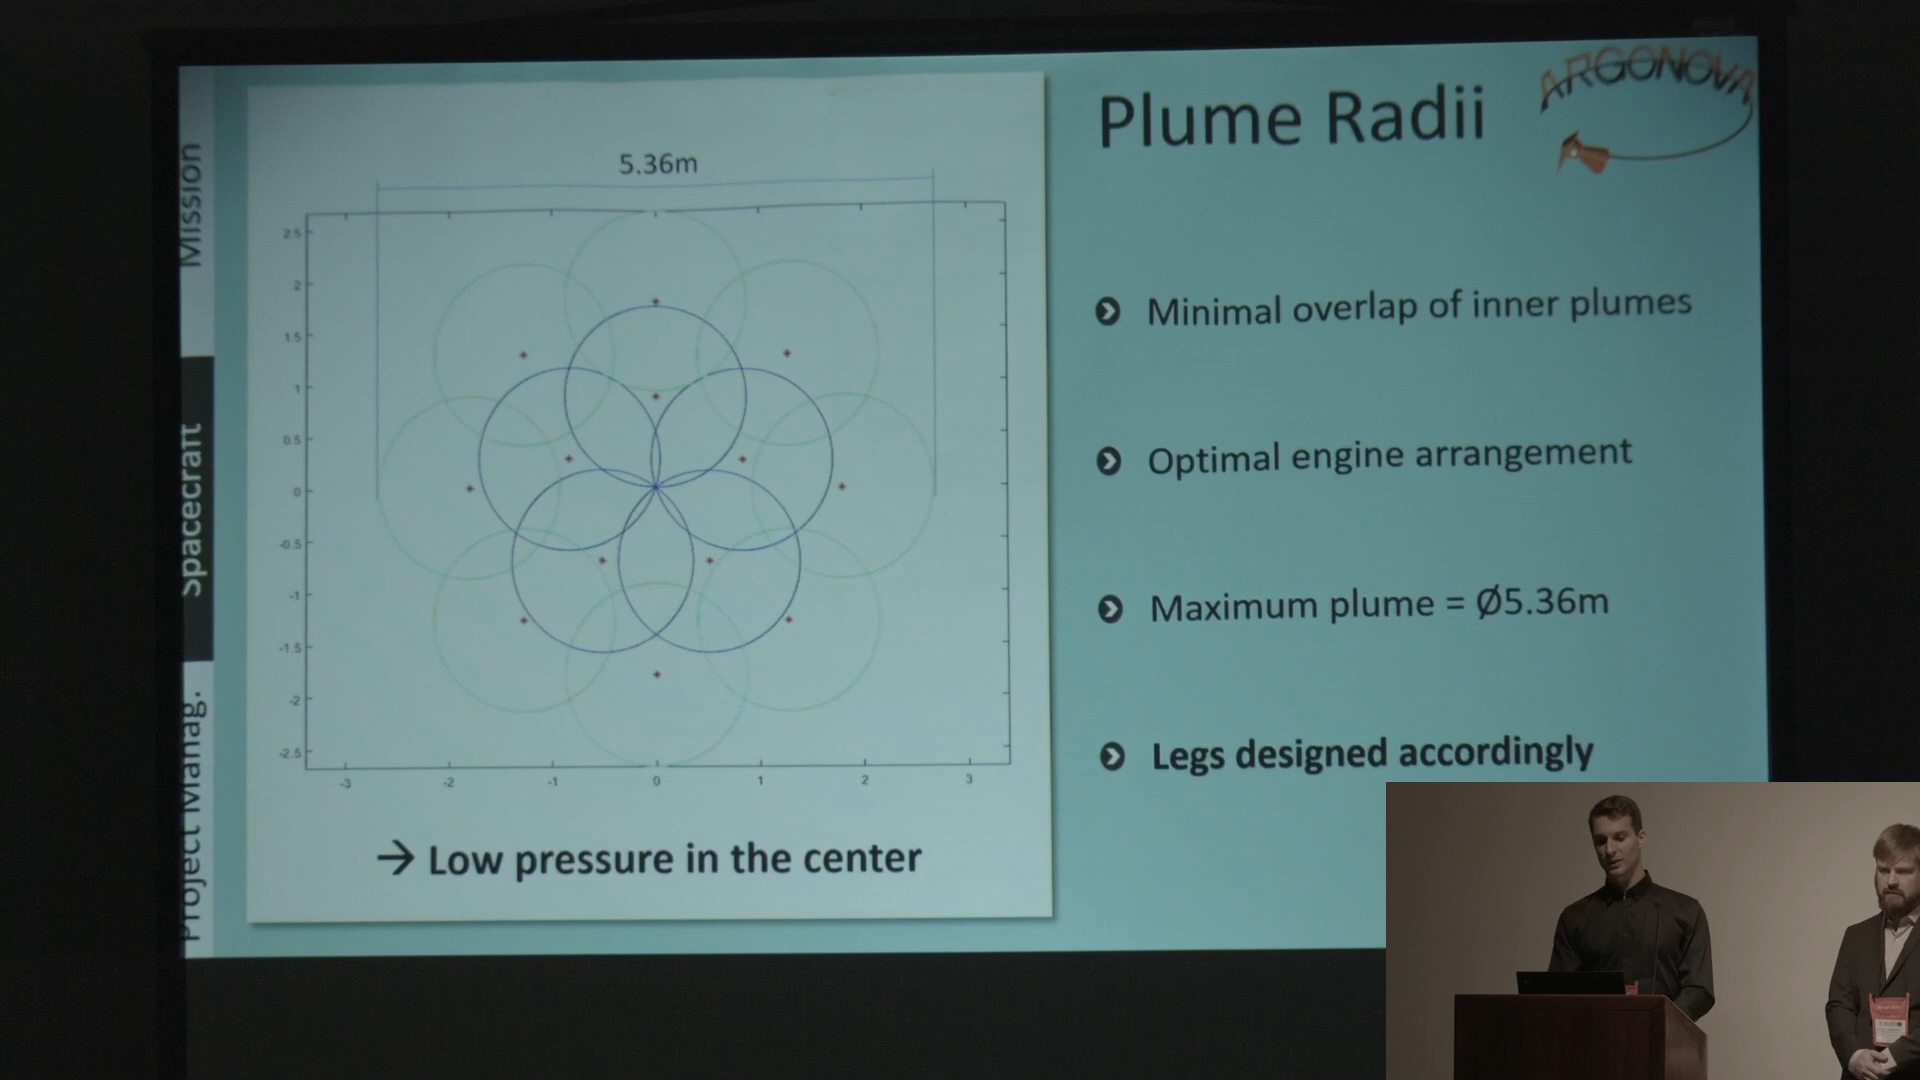 Mission
Spacecraft
Project Manag.
5.36m
2.5
2
1.5
1
0.5
0
-0.5
-1
-1.5
-2
-2.5
-3
-2
-1
0
1
2
3
→ Low pressure in the center
Plume Radii
ARGONOVA
Minimal overlap of inner plumes
Optimal engine arrangement
Maximum plume = Ø5.36m
Legs designed accordingly